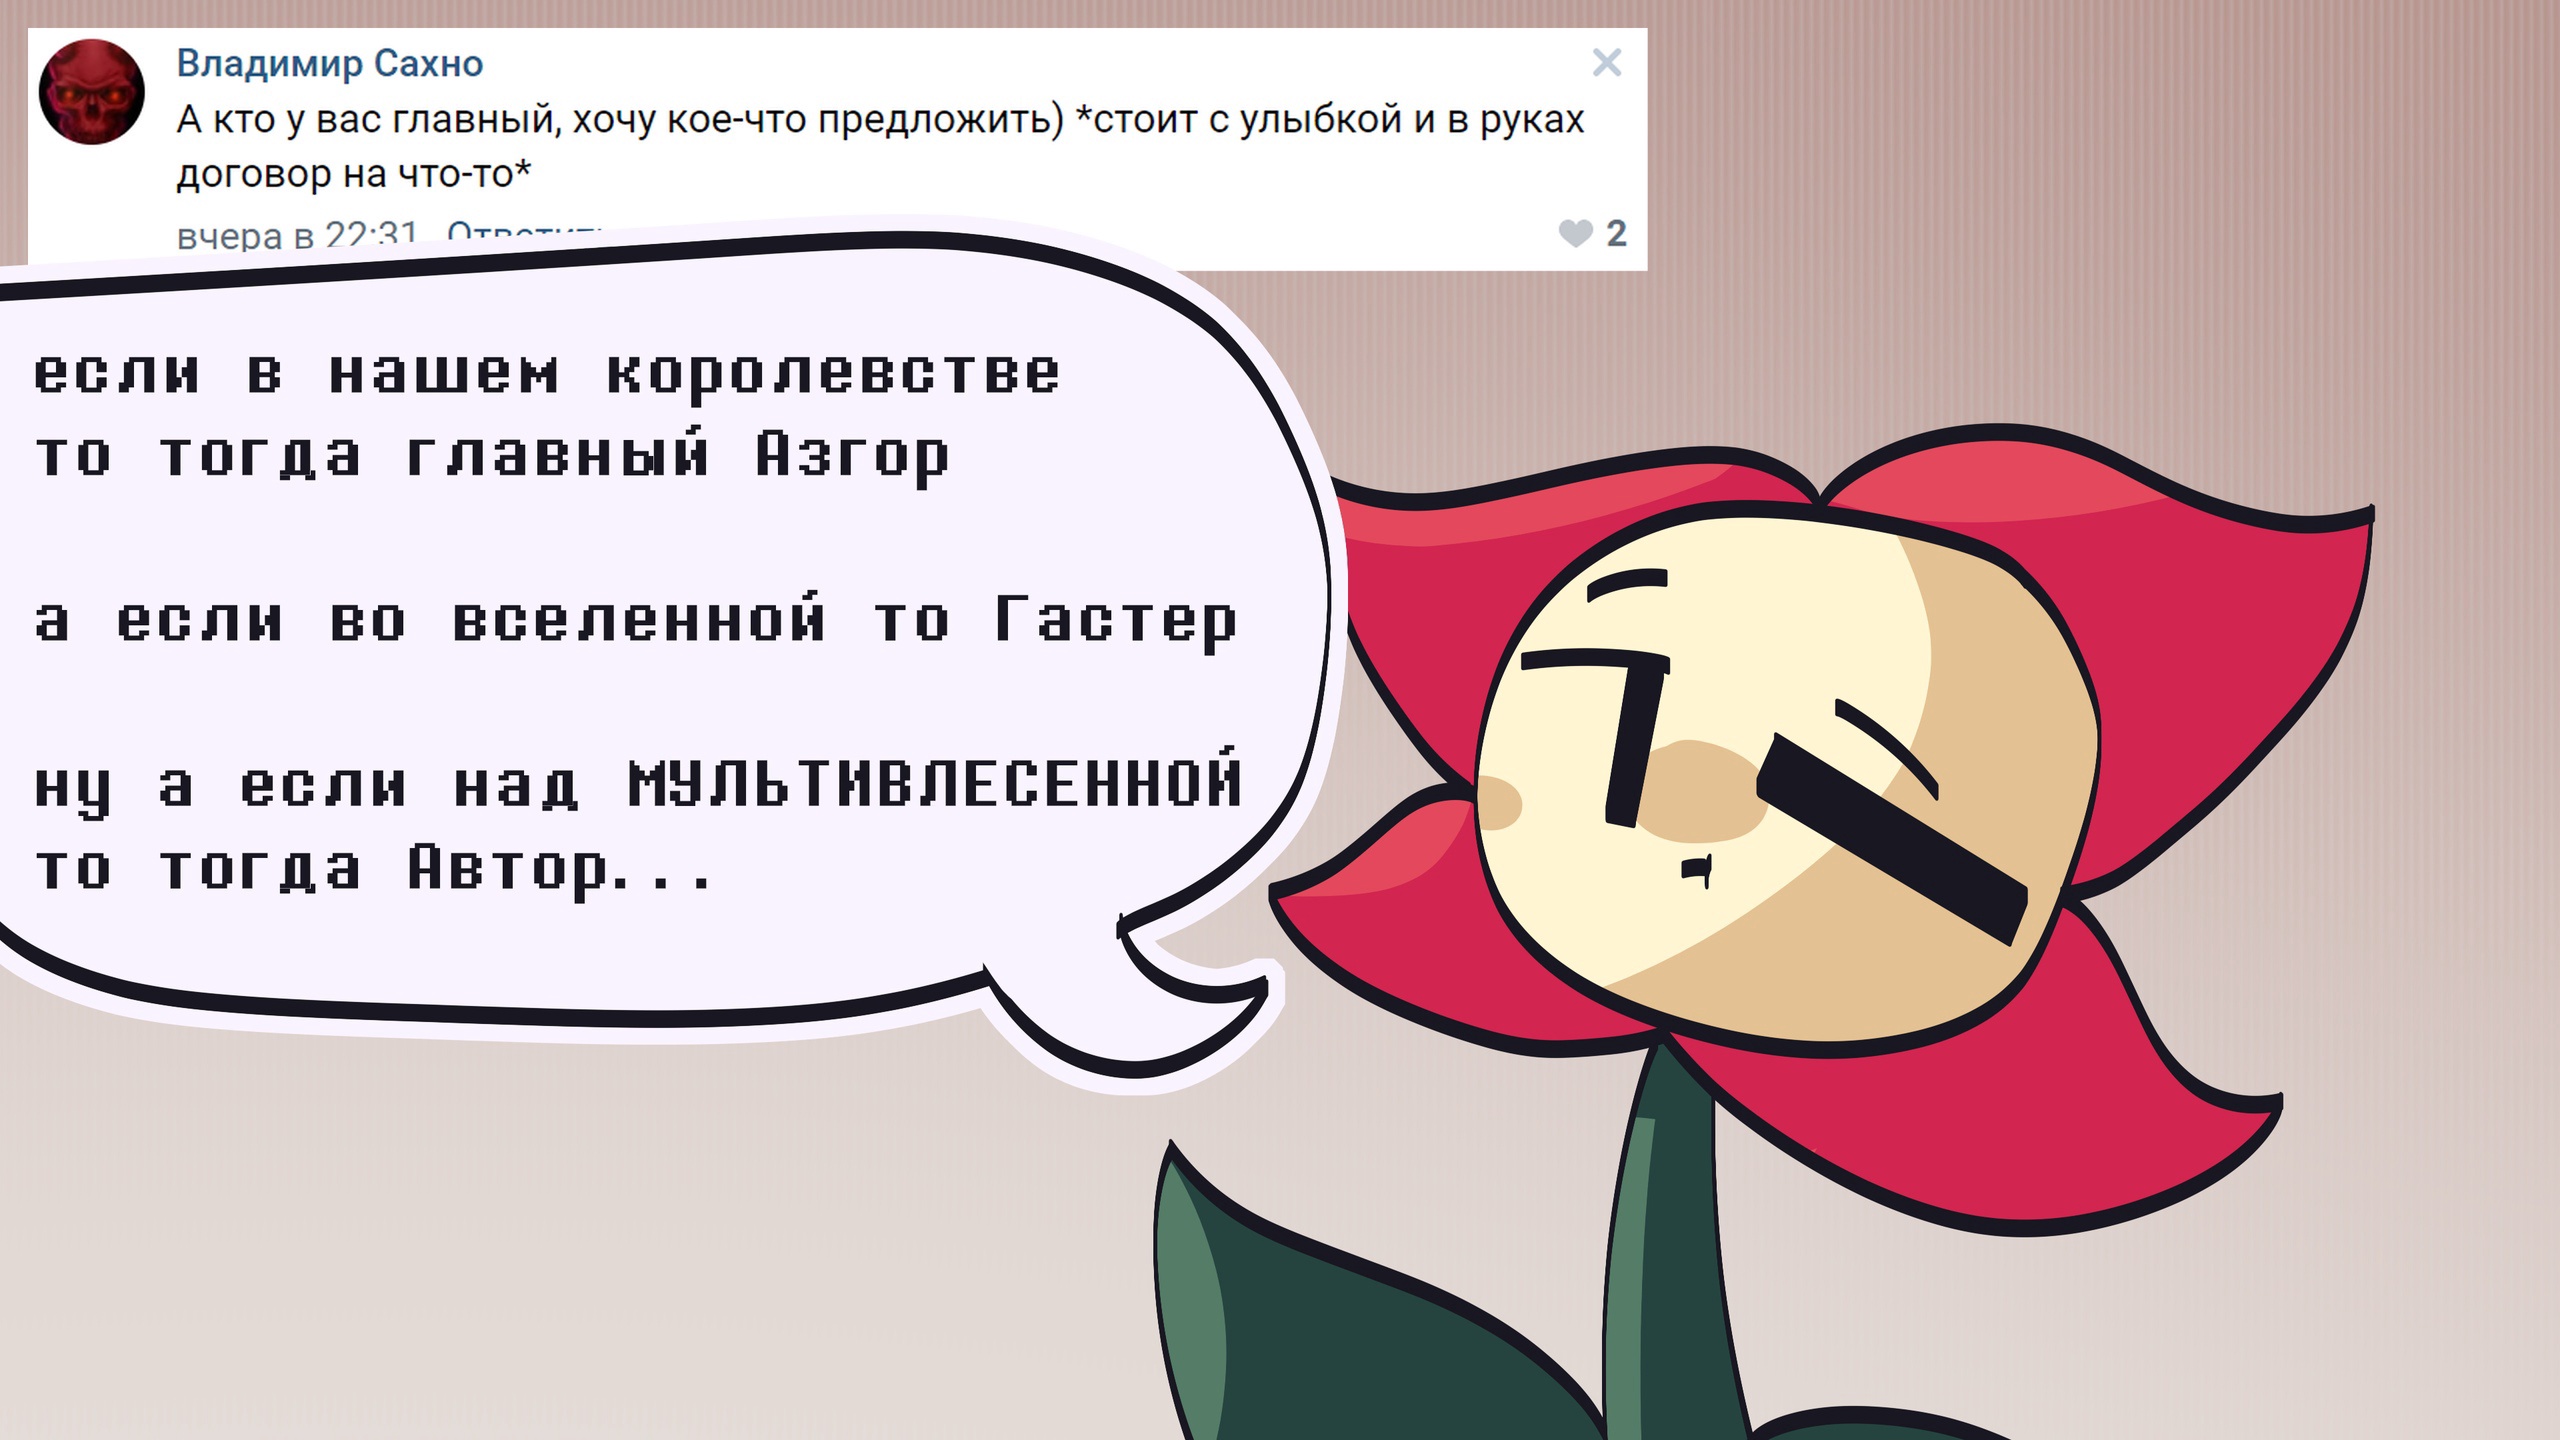 Владимир Сахно
А кто у вас главный, хочу кое-что предложить) *стоит с улыбкой и в руках
договор на что-то*
вчера в 22:31 Ответить
2
если в нашем королевстве
то тогда главный Азгор
а если во вселенной то Гастер
ну а если над МУЛЬТИВЛЕСЕННОЙ
то тогда Автор...